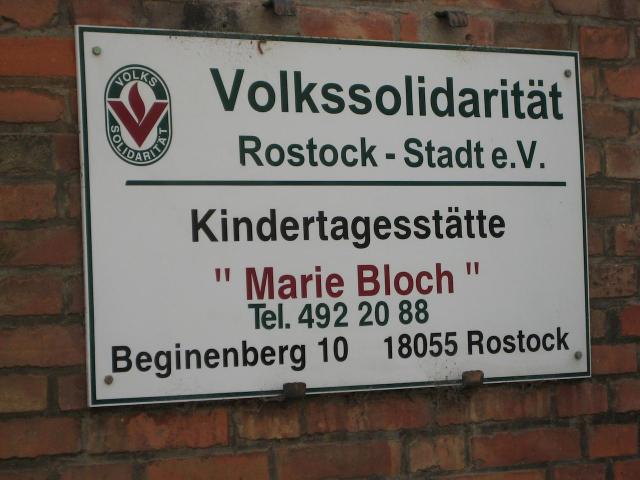 VOLKS
SOLIDARITÄT
Volkssolidarität
Rostock - Stadt e.V.
Kindertagesstätte
" Marie Bloch "
Tel. 492 20 88
Beginenberg 10 18055 Rostock